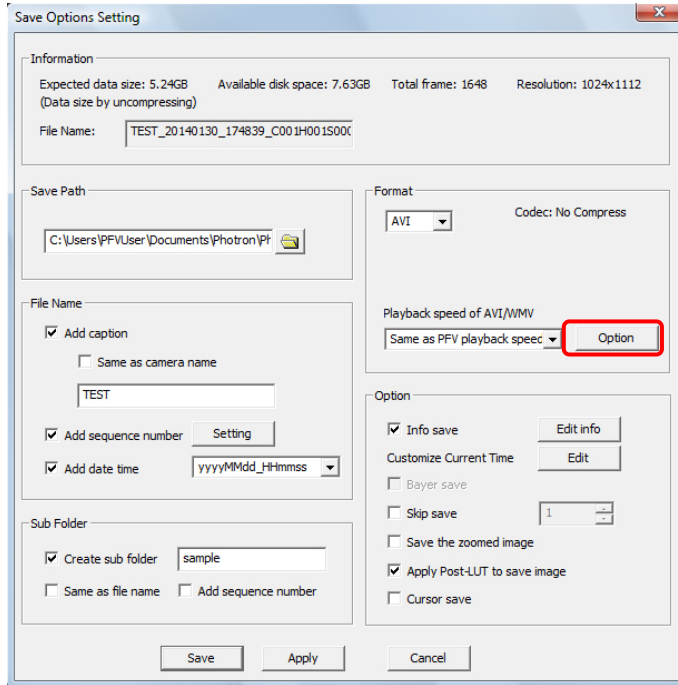 Save Options Setting
Information
Expected data size: 5.24GB Available disk space: 7.63GB Total frame: 1648 Resolution: 1024x1112
(Data size by uncompressing)
File Name: TEST_20140130_174839_C001H001S000
Save Path
C:\Users\PFVUser\Documents\Photron\Ph
Format
AVI Codec: No Compress
Playback speed of AVI/WMV
Same as PFV playback speed Option
File Name
Add caption
Same as camera name
TEST
Add sequence number Setting
Add date time yyyyMMdd_HHmmss
Sub Folder
Create sub folder sample
Same as file name Add sequence number
Option
Info save Edit info
Customize Current Time Edit
Bayer save
Skip save 1
Save the zoomed image
Apply Post-LUT to save image
Cursor save
Save Apply Cancel